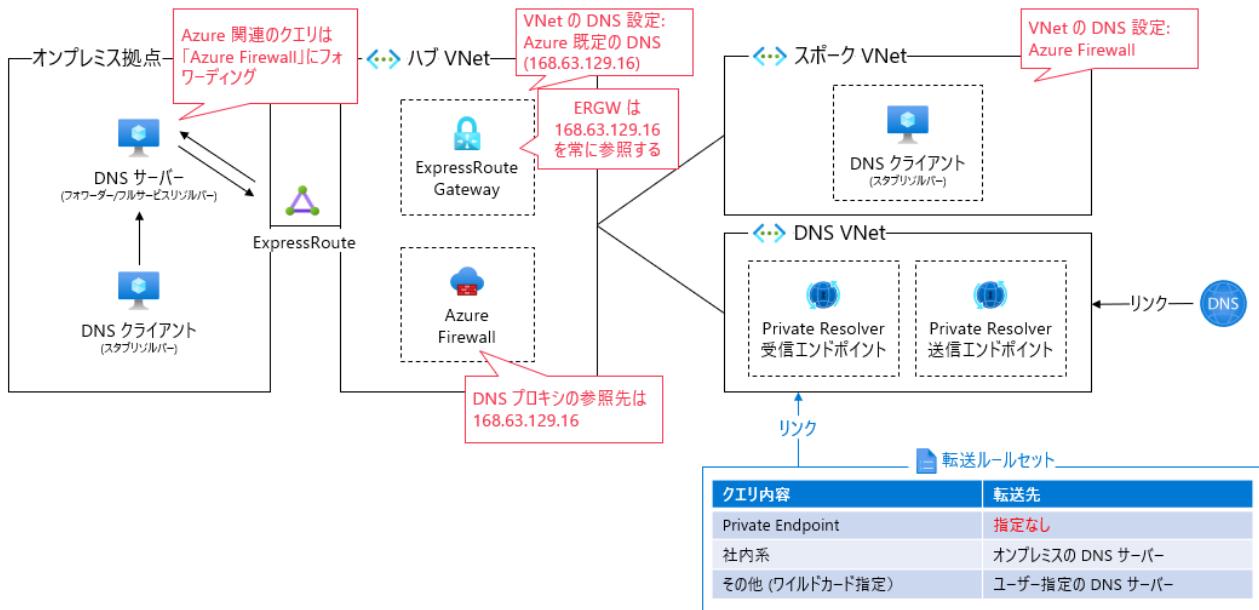 Azure 関連のクエリは
「Azure Firewall」にフォ
ワーディング
VNet の DNS 設定:
Azure 既定の DNS
(168.63.129.16)
VNet の DNS 設定:
Azure Firewall
オンプレミス拠点
ハブ VNet
スポーク VNet
ERGW は
168.63.129.16
を常に参照する
DNS サーバー
(フォワーダー/フルサービスリゾルバー)
ExpressRoute
Gateway
DNS クライアント
(スタブリゾルバー)
ExpressRoute
DNS VNet
DNS クライアント
(スタブリゾルバー)
Azure
Firewall
Private Resolver
受信エンドポイント
Private Resolver
送信エンドポイント
リンク
DNS
DNS プロキシの参照先は
168.63.129.16
リンク
転送ルールセット
クエリ内容 転送先
Private Endpoint 指定なし
社内系 オンプレミスの DNS サーバー
その他 (ワイルドカード指定) ユーザー指定の DNS サーバー